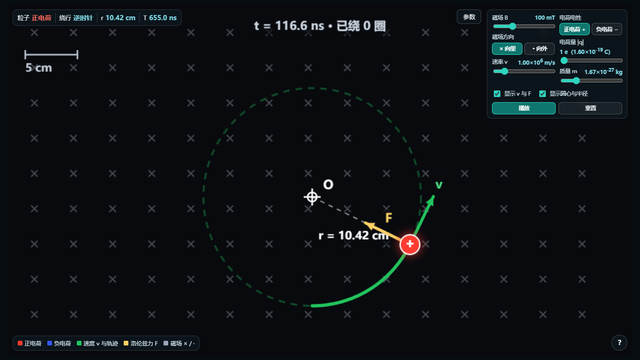 粒子 正电荷 绕行 逆时针 r 10.42 cm T 655.0 ns
t = 116.6 ns · 已绕 0 圈
参数
5 cm
磁场 B 100 mT
磁场方向
× 向里 • 向外
速率 v 1.00×10⁶ m/s
电荷电性
正电荷 + 负电荷 −
电荷量 |q|
1 e (1.60×10⁻¹⁹ C)
质量 m 1.67×10⁻²⁷ kg
显示 v 与 F 显示圆心与半径
播放 重置
O
v
F
r = 10.42 cm
+
正电荷 负电荷 速度 v 与轨迹 洛伦兹力 F 磁场 × / ·
?